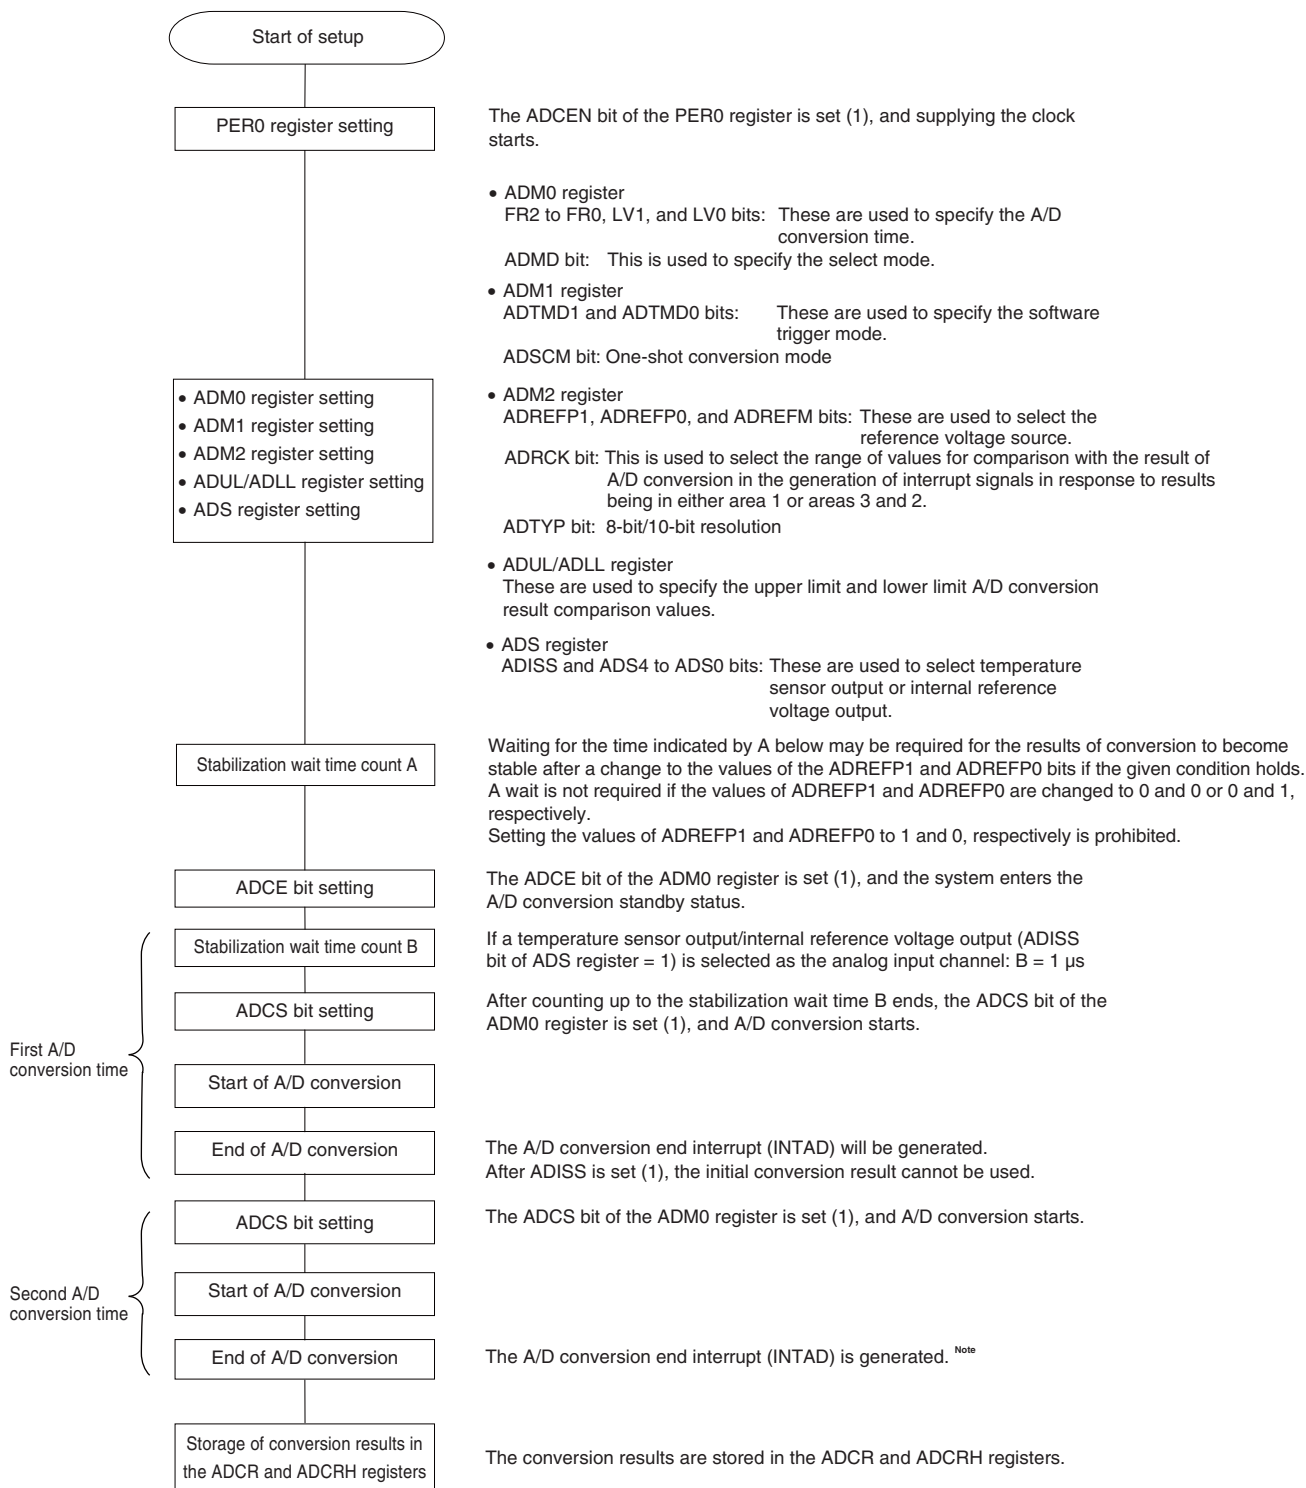 Start of setup
PER0 register setting
The ADCEN bit of the PER0 register is set (1), and supplying the clock
starts.
• ADM0 register
FR2 to FR0, LV1, and LV0 bits: These are used to specify the A/D
conversion time.
ADMD bit: This is used to specify the select mode.
• ADM1 register
ADTMD1 and ADTMD0 bits: These are used to specify the software
trigger mode.
ADSCM bit: One-shot conversion mode
• ADM0 register setting
• ADM1 register setting
• ADM2 register setting
• ADUL/ADLL register setting
• ADS register setting
• ADM2 register
ADREFP1, ADREFP0, and ADREFM bits: These are used to select the
reference voltage source.
ADRCK bit: This is used to select the range of values for comparison with the result of
A/D conversion in the generation of interrupt signals in response to results
being in either area 1 or areas 3 and 2.
ADTYP bit: 8-bit/10-bit resolution
• ADUL/ADLL register
These are used to specify the upper limit and lower limit A/D conversion
result comparison values.
• ADS register
ADISS and ADS4 to ADS0 bits: These are used to select temperature
sensor output or internal reference
voltage output.
Stabilization wait time count A
Waiting for the time indicated by A below may be required for the results of conversion to become
stable after a change to the values of the ADREFP1 and ADREFP0 bits if the given condition holds.
A wait is not required if the values of ADREFP1 and ADREFP0 are changed to 0 and 0 or 0 and 1,
respectively.
Setting the values of ADREFP1 and ADREFP0 to 1 and 0, respectively is prohibited.
ADCE bit setting
The ADCE bit of the ADM0 register is set (1), and the system enters the
A/D conversion standby status.
First A/D
conversion time
Stabilization wait time count B
If a temperature sensor output/internal reference voltage output (ADISS
bit of ADS register = 1) is selected as the analog input channel: B = 1 µs
ADCS bit setting
After counting up to the stabilization wait time B ends, the ADCS bit of the
ADM0 register is set (1), and A/D conversion starts.
Start of A/D conversion
End of A/D conversion
The A/D conversion end interrupt (INTAD) will be generated.
After ADISS is set (1), the initial conversion result cannot be used.
Second A/D
conversion time
ADCS bit setting
The ADCS bit of the ADM0 register is set (1), and A/D conversion starts.
Start of A/D conversion
End of A/D conversion
The A/D conversion end interrupt (INTAD) is generated. Note
Storage of conversion results in
the ADCR and ADCRH registers
The conversion results are stored in the ADCR and ADCRH registers.